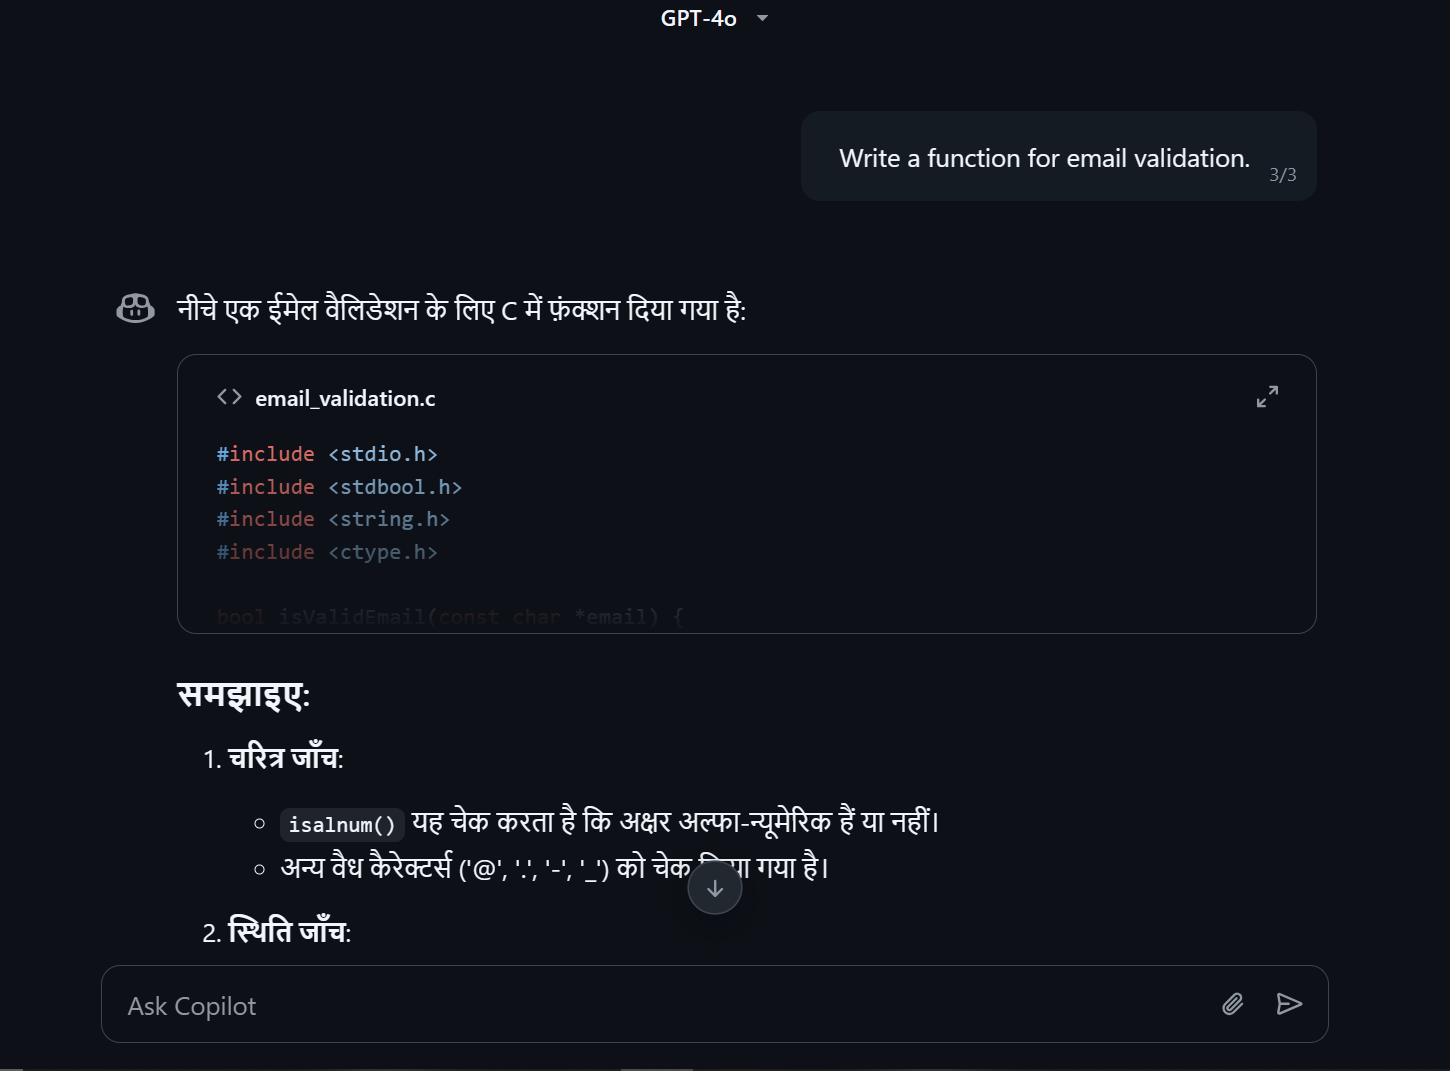 GPT-4o
Write a function for email validation.
3/3
नीचे एक ईमेल वैलिडेशन के लिए C में फ़ंक्शन दिया गया है:
<> email_validation.c
#include <stdio.h>
#include <stdbool.h>
#include <string.h>
#include <ctype.h>
bool isValidEmail(const char *email) {
समझाइए:
1. चरित्र जाँच:
isalnum() यह चेक करता है कि अक्षर अल्फा-न्यूमेरिक हैं या नहीं।
अन्य वैध कैरेक्टर्स ('@', '.', '-', '_') को चेक गया है।
2. स्थिति जाँच:
Ask Copilot